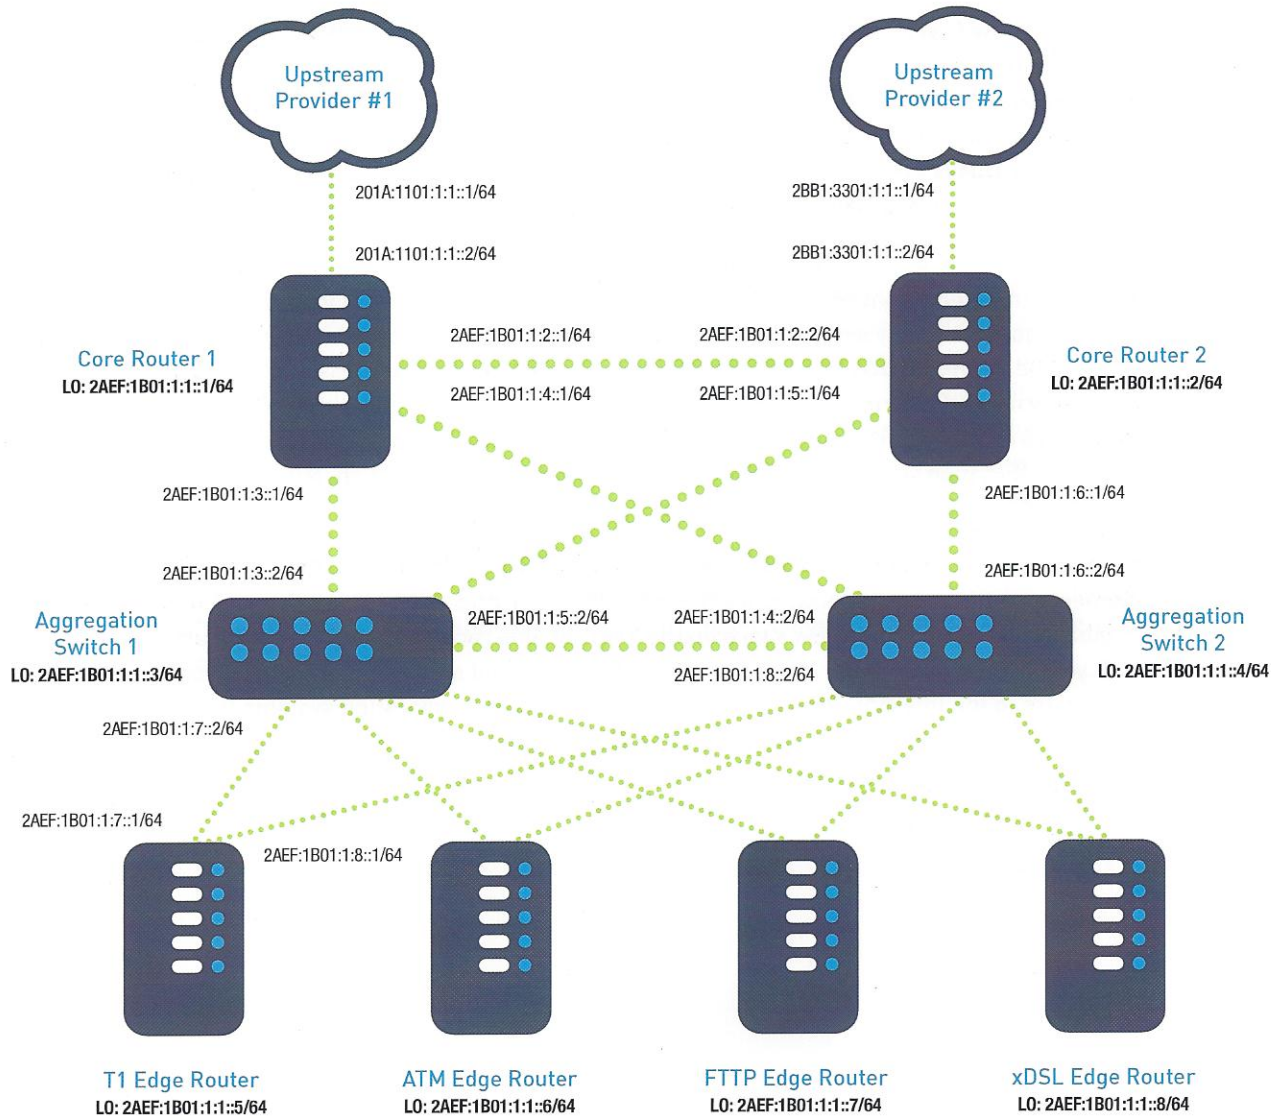 Upstream
Provider #1
Upstream
Provider #2
201A:1101:1:1::1/64
2BB1:3301:1:1::1/64
201A:1101:1:1::2/64
2BB1:3301:1:1::2/64
Core Router 1
L0: 2AEF:1B01:1:1::1/64
2AEF:1B01:1:2::1/64
2AEF:1B01:1:2::2/64
Core Router 2
L0: 2AEF:1B01:1:1::2/64
2AEF:1B01:1:4::1/64
2AEF:1B01:1:5::1/64
2AEF:1B01:1:3::1/64
2AEF:1B01:1:6::1/64
2AEF:1B01:1:3::2/64
2AEF:1B01:1:6::2/64
Aggregation
Switch 1
L0: 2AEF:1B01:1:1::3/64
2AEF:1B01:1:5::2/64
2AEF:1B01:1:4::2/64
2AEF:1B01:1:8::2/64
Aggregation
Switch 2
L0: 2AEF:1B01:1:1::4/64
2AEF:1B01:1:7::2/64
2AEF:1B01:1:7::1/64
2AEF:1B01:1:8::1/64
T1 Edge Router
L0: 2AEF:1B01:1:1::5/64
ATM Edge Router
L0: 2AEF:1B01:1:1::6/64
FTTP Edge Router
L0: 2AEF:1B01:1:1::7/64
xDSL Edge Router
L0: 2AEF:1B01:1:1::8/64